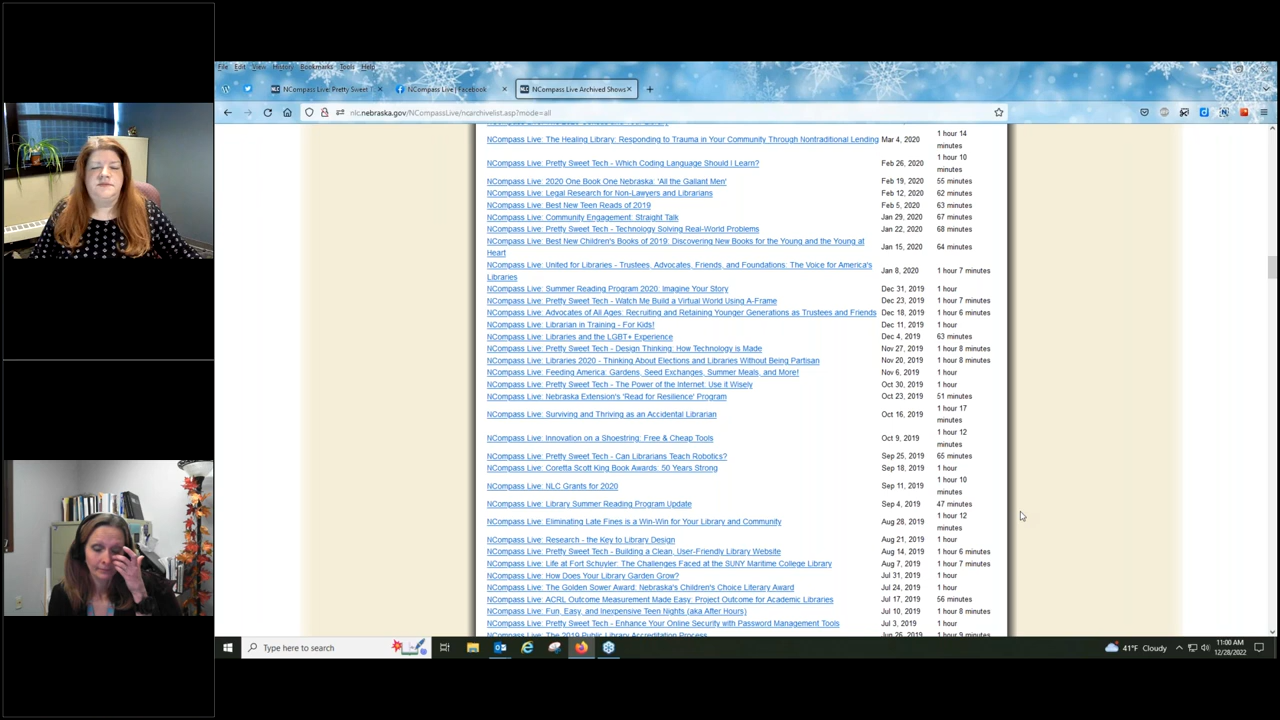 File Edit View History Bookmarks Tools Help
NCompass Live: Pretty Sweet T
NCompass Live | Facebook
NCompass Live Archived Shows
nlc.nebraska.gov/NCompassLive/ncarchivelist.asp?mode=all
NCompass Live: The Healing Library: Responding to Trauma in Your Community Through Nontraditional Lending Mar 4, 2020 1 hour 14 minutes
NCompass Live: Pretty Sweet Tech - Which Coding Language Should I Learn? Feb 26, 2020 1 hour 10 minutes
NCompass Live: 2020 One Book One Nebraska: 'All the Gallant Men' Feb 19, 2020 55 minutes
NCompass Live: Legal Research for Non-Lawyers and Librarians Feb 12, 2020 62 minutes
NCompass Live: Best New Teen Reads of 2019 Feb 5, 2020 63 minutes
NCompass Live: Community Engagement: Straight Talk Jan 29, 2020 67 minutes
NCompass Live: Pretty Sweet Tech - Technology Solving Real-World Problems Jan 22, 2020 68 minutes
NCompass Live: Best New Children's Books of 2019: Discovering New Books for the Young and the Young at
Heart Jan 15, 2020 64 minutes
NCompass Live: United for Libraries - Trustees, Advocates, Friends, and Foundations: The Voice for America's
Libraries Jan 8, 2020 1 hour 7 minutes
NCompass Live: Summer Reading Program 2020: Imagine Your Story Dec 31, 2019 1 hour
NCompass Live: Pretty Sweet Tech - Watch Me Build a Virtual World Using A-Frame Dec 23, 2019 1 hour 7 minutes
NCompass Live: Advocates of All Ages: Recruiting and Retaining Younger Generations as Trustees and Friends Dec 18, 2019 1 hour 6 minutes
NCompass Live: Librarian in Training - For Kids! Dec 11, 2019 1 hour
NCompass Live: Libraries and the LGBT+ Experience Dec 4, 2019 63 minutes
NCompass Live: Pretty Sweet Tech - Design Thinking: How Technology is Made Nov 27, 2019 1 hour 8 minutes
NCompass Live: Libraries 2020 - Thinking About Elections and Libraries Without Being Partisan Nov 20, 2019 1 hour 8 minutes
NCompass Live: Feeding America: Gardens, Seed Exchanges, Summer Meals, and More! Nov 6, 2019 1 hour
NCompass Live: Pretty Sweet Tech - The Power of the Internet: Use it Wisely Oct 30, 2019 1 hour
NCompass Live: Nebraska Extension's 'Read for Resilience' Program Oct 23, 2019 51 minutes
NCompass Live: Surviving and Thriving as an Accidental Librarian Oct 16, 2019 1 hour 17 minutes
NCompass Live: Innovation on a Shoestring: Free & Cheap Tools Oct 9, 2019 1 hour 12 minutes
NCompass Live: Pretty Sweet Tech - Can Librarians Teach Robotics? Sep 25, 2019 65 minutes
NCompass Live: Coretta Scott King Book Awards: 50 Years Strong Sep 18, 2019 1 hour
NCompass Live: NLC Grants for 2020 Sep 11, 2019 1 hour 10 minutes
NCompass Live: Library Summer Reading Program Update Sep 4, 2019 47 minutes
NCompass Live: Eliminating Late Fines is a Win-Win for Your Library and Community Aug 28, 2019 1 hour 12 minutes
NCompass Live: Research - the Key to Library Design Aug 21, 2019 1 hour
NCompass Live: Pretty Sweet Tech - Building a Clean, User-Friendly Library Website Aug 14, 2019 1 hour 6 minutes
NCompass Live: Life at Fort Schuyler: The Challenges Faced at the SUNY Maritime College Library Aug 7, 2019 1 hour 7 minutes
NCompass Live: How Does Your Library Garden Grow? Jul 31, 2019 1 hour
NCompass Live: The Golden Sower Award: Nebraska's Children's Choice Literary Award Jul 24, 2019 1 hour
NCompass Live: ACRL Outcome Measurement Made Easy: Project Outcome for Academic Libraries Jul 17, 2019 56 minutes
NCompass Live: Fun, Easy, and Inexpensive Teen Nights (aka After Hours) Jul 10, 2019 1 hour 8 minutes
NCompass Live: Pretty Sweet Tech - Enhance Your Online Security with Password Management Tools Jul 3, 2019 1 hour
NCompass Live: The 2019 Public Library Accreditation Process Jun 26, 2019 1 hour 9 minutes
Type here to search
41°F Cloudy
11:00 AM
12/28/2022